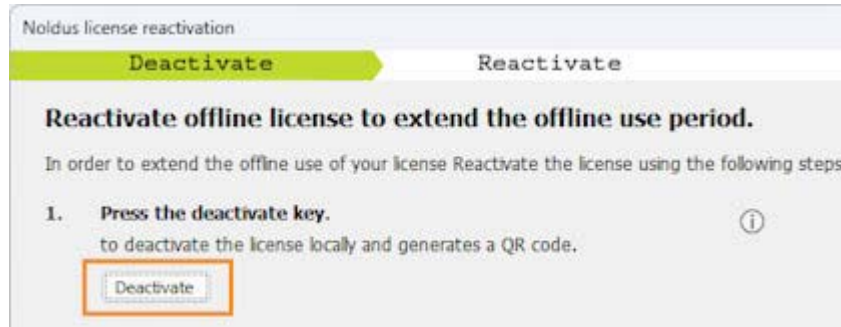 Noldus license reactivation
Deactivate Reactivate
Reactivate offline license to extend the offline use period.
In order to extend the offline use of your license Reactivate the license using the following steps
1. Press the deactivate key.
to deactivate the license locally and generates a QR code.
Deactivate